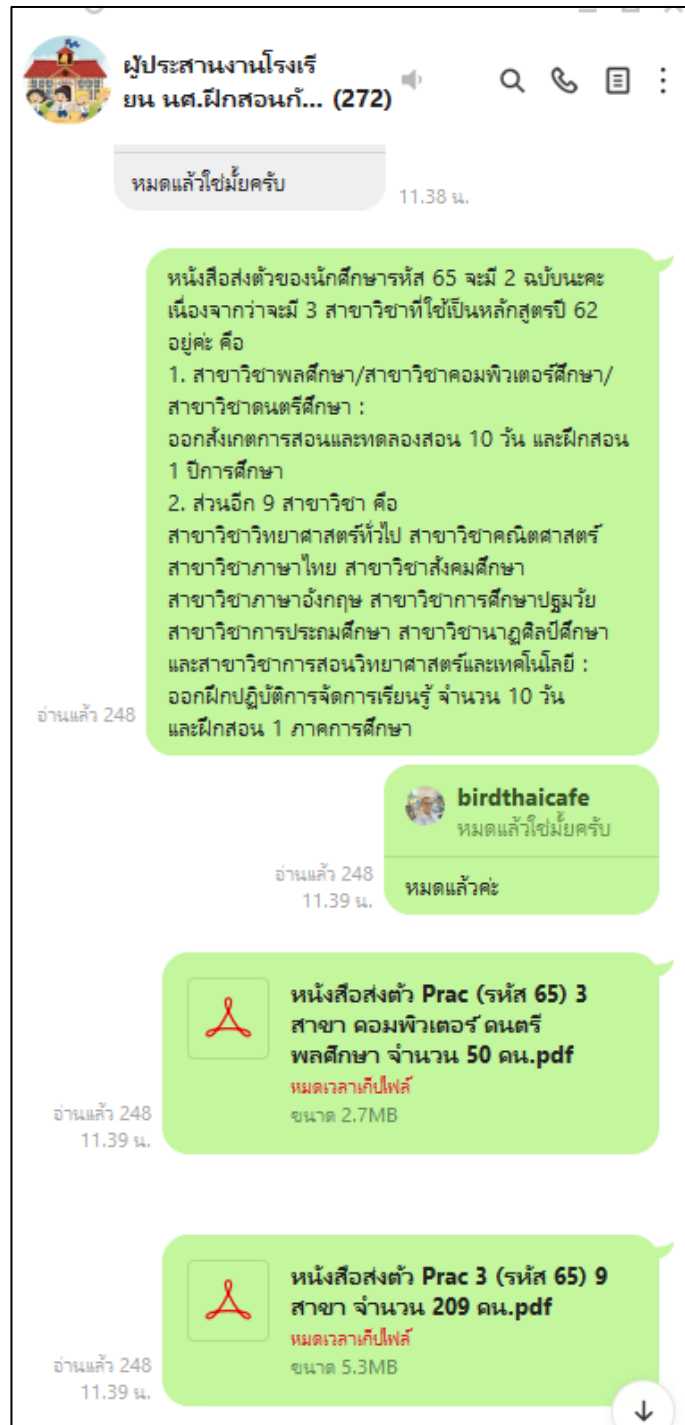 ผู้ประสานงานโรงเรี
ยน นศ.ฝึกสอนกั... (272)
หมดแล้วใช่มั้ยครับ
11.38 น.
หนังสือส่งตัวของนักศึกษารหัส 65 จะมี 2 ฉบับนะคะ
เนื่องจากว่าจะมี 3 สาขาวิชาที่ใช้เป็นหลักสูตรปี 62
อยู่ค่ะ คือ
1. สาขาวิชาพลศึกษา/สาขาวิชาคอมพิวเตอร์ศึกษา/
สาขาวิชาดนตรีศึกษา :
ออกสังเกตการสอนและทดลองสอน 10 วัน และฝึกสอน
1 ปีการศึกษา
2. ส่วนอีก 9 สาขาวิชา คือ
สาขาวิชาวิทยาศาสตร์ทั่วไป สาขาวิชาคณิตศาสตร์
สาขาวิชาภาษาไทย สาขาวิชาสังคมศึกษา
สาขาวิชาภาษาอังกฤษ สาขาวิชาการศึกษาปฐมวัย
สาขาวิชาการประถมศึกษา สาขาวิชานาฏศิลป์ศึกษา
และสาขาวิชาการสอนวิทยาศาสตร์และเทคโนโลยี :
ออกฝึกปฏิบัติการจัดการเรียนรู้ จำนวน 10 วัน
และฝึกสอน 1 ภาคการศึกษา
อ่านแล้ว 248
birdthaicafe
หมดแล้วใช่มั้ยครับ
หมดแล้วค่ะ
อ่านแล้ว 248
11.39 น.
หนังสือส่งตัว Prac (รหัส 65) 3
สาขา คอมพิวเตอร์ ดนตรี
พลศึกษา จำนวน 50 คน.pdf
หมดเวลาเก็บไฟล์
ขนาด 2.7MB
อ่านแล้ว 248
11.39 น.
หนังสือส่งตัว Prac 3 (รหัส 65) 9
สาขา จำนวน 209 คน.pdf
หมดเวลาเก็บไฟล์
ขนาด 5.3MB
อ่านแล้ว 248
11.39 น.